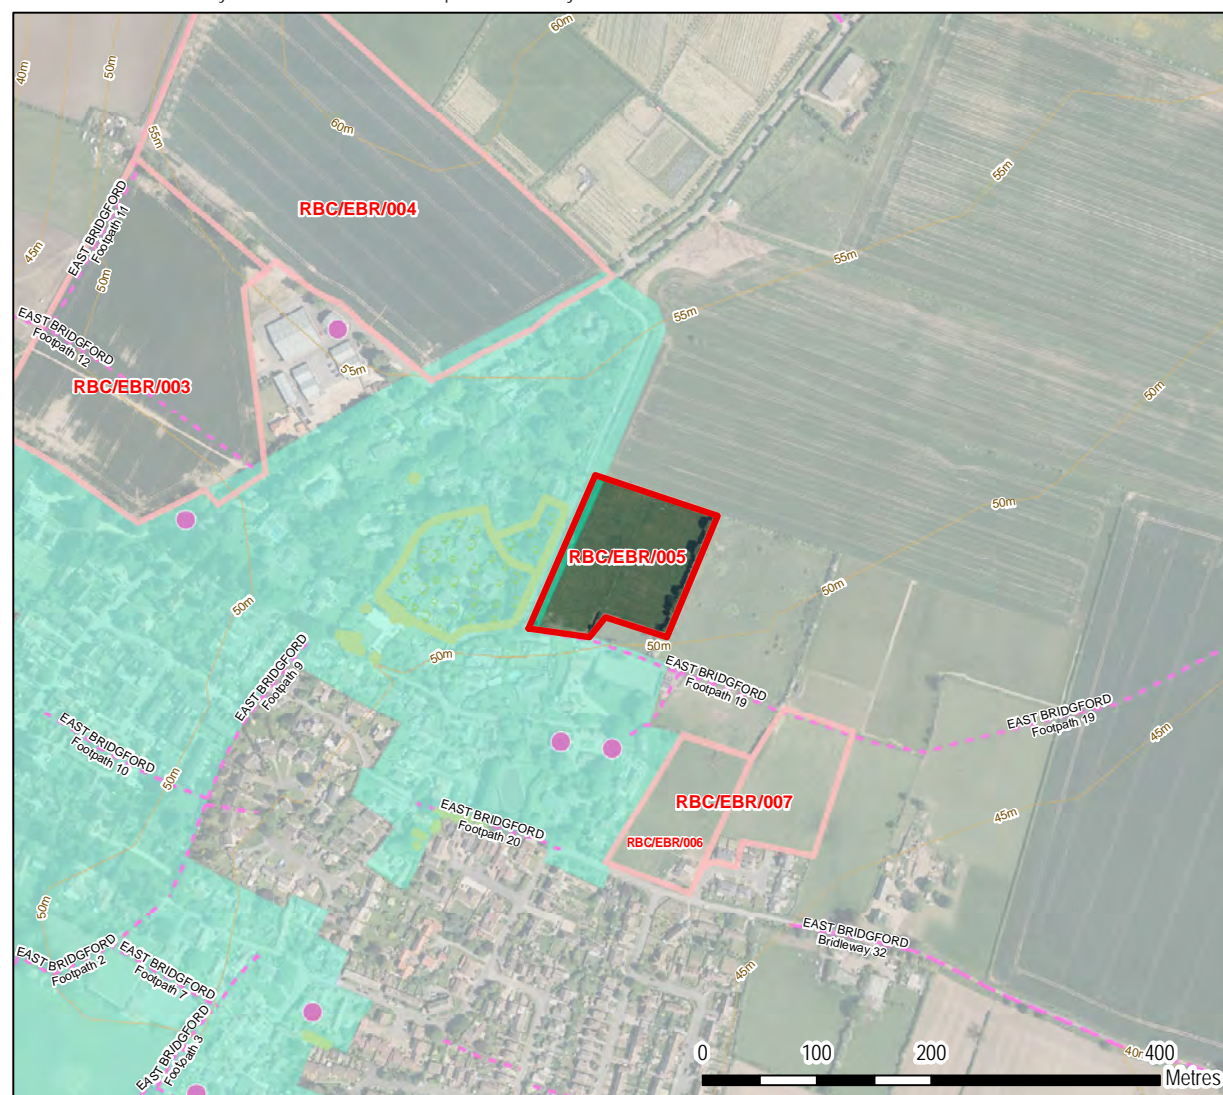 60m
40m
50m
55m
60m
55m
RBC/EBR/004
EAST BRIDGFORD
Footpath 11
45m
50m
55m
55m
EAST BRIDGFORD
Footpath 12
55m
RBC/EBR/003
50m
50m
RBC/EBR/005
50m
50m
50m
50m
EAST BRIDGFORD
Footpath 9
EAST BRIDGFORD
Footpath 19
EAST BRIDGFORD
Footpath 19
EAST BRIDGFORD
Footpath 10
50m
45m
RBC/EBR/007
EAST BRIDGFORD
Footpath 20
45m
RBC/EBR/006
50m
EAST BRIDGFORD
Bridleway 32
EAST BRIDGFORD
Footpath 2
EAST BRIDGFORD
Footpath 7
45m
EAST BRIDGFORD
Footpath 3
0 100 200 400
Metres